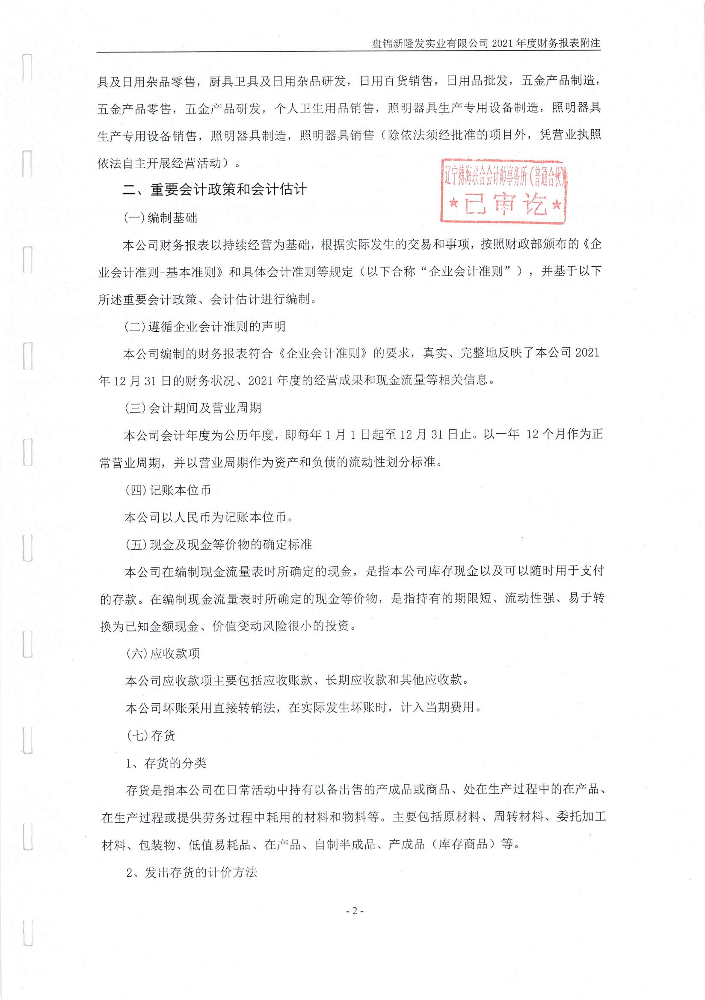 盘锦新隆发实业有限公司 2021 年度财务报表附注
具及日用杂品零售，厨具卫具及日用杂品研发，日用百货销售，日用品批发，五金产品制造，
五金产品零售，五金产品研发，个人卫生用品销售，照明器具生产专用设备制造，照明器具
生产专用设备销售，照明器具制造，照明器具销售（除依法须经批准的项目外，凭营业执照
依法自主开展经营活动）。
辽宁搏海联合会计師事务所（普通合伙）
★已审讫★
二、重要会计政策和会计估计
(一)编制基础
本公司财务报表以持续经营为基础，根据实际发生的交易和事项，按照财政部颁布的《企
业会计准则-基本准则》和具体会计准则等规定（以下合称“企业会计准则”），并基于以下
所述重要会计政策、会计估计进行编制。
(二)遵循企业会计准则的声明
本公司编制的财务报表符合《企业会计准则》的要求，真实、完整地反映了本公司 2021
年 12 月 31 日的财务状况、2021 年度的经营成果和现金流量等相关信息。
(三)会计期间及营业周期
本公司会计年度为公历年度，即每年 1 月 1 日起至 12 月 31 日止。以一年 12 个月作为正
常营业周期，并以营业周期作为资产和负债的流动性划分标准。
(四)记账本位币
本公司以人民币为记账本位币。
(五)现金及现金等价物的确定标准
本公司在编制现金流量表时所确定的现金，是指本公司库存现金以及可以随时用于支付
的存款。在编制现金流量表时所确定的现金等价物，是指持有的期限短、流动性强、易于转
换为已知金额现金、价值变动风险很小的投资。
(六)应收款项
本公司应收款项主要包括应收账款、长期应收款和其他应收款。
本公司坏账采用直接转销法，在实际发生坏账时，计入当期费用。
(七)存货
1、存货的分类
存货是指本公司在日常活动中持有以备出售的产成品或商品、处在生产过程中的在产品、
在生产过程或提供劳务过程中耗用的材料和物料等。主要包括原材料、周转材料、委托加工
材料、包装物、低值易耗品、在产品、自制半成品、产成品（库存商品）等。
2、发出存货的计价方法
- 2 -